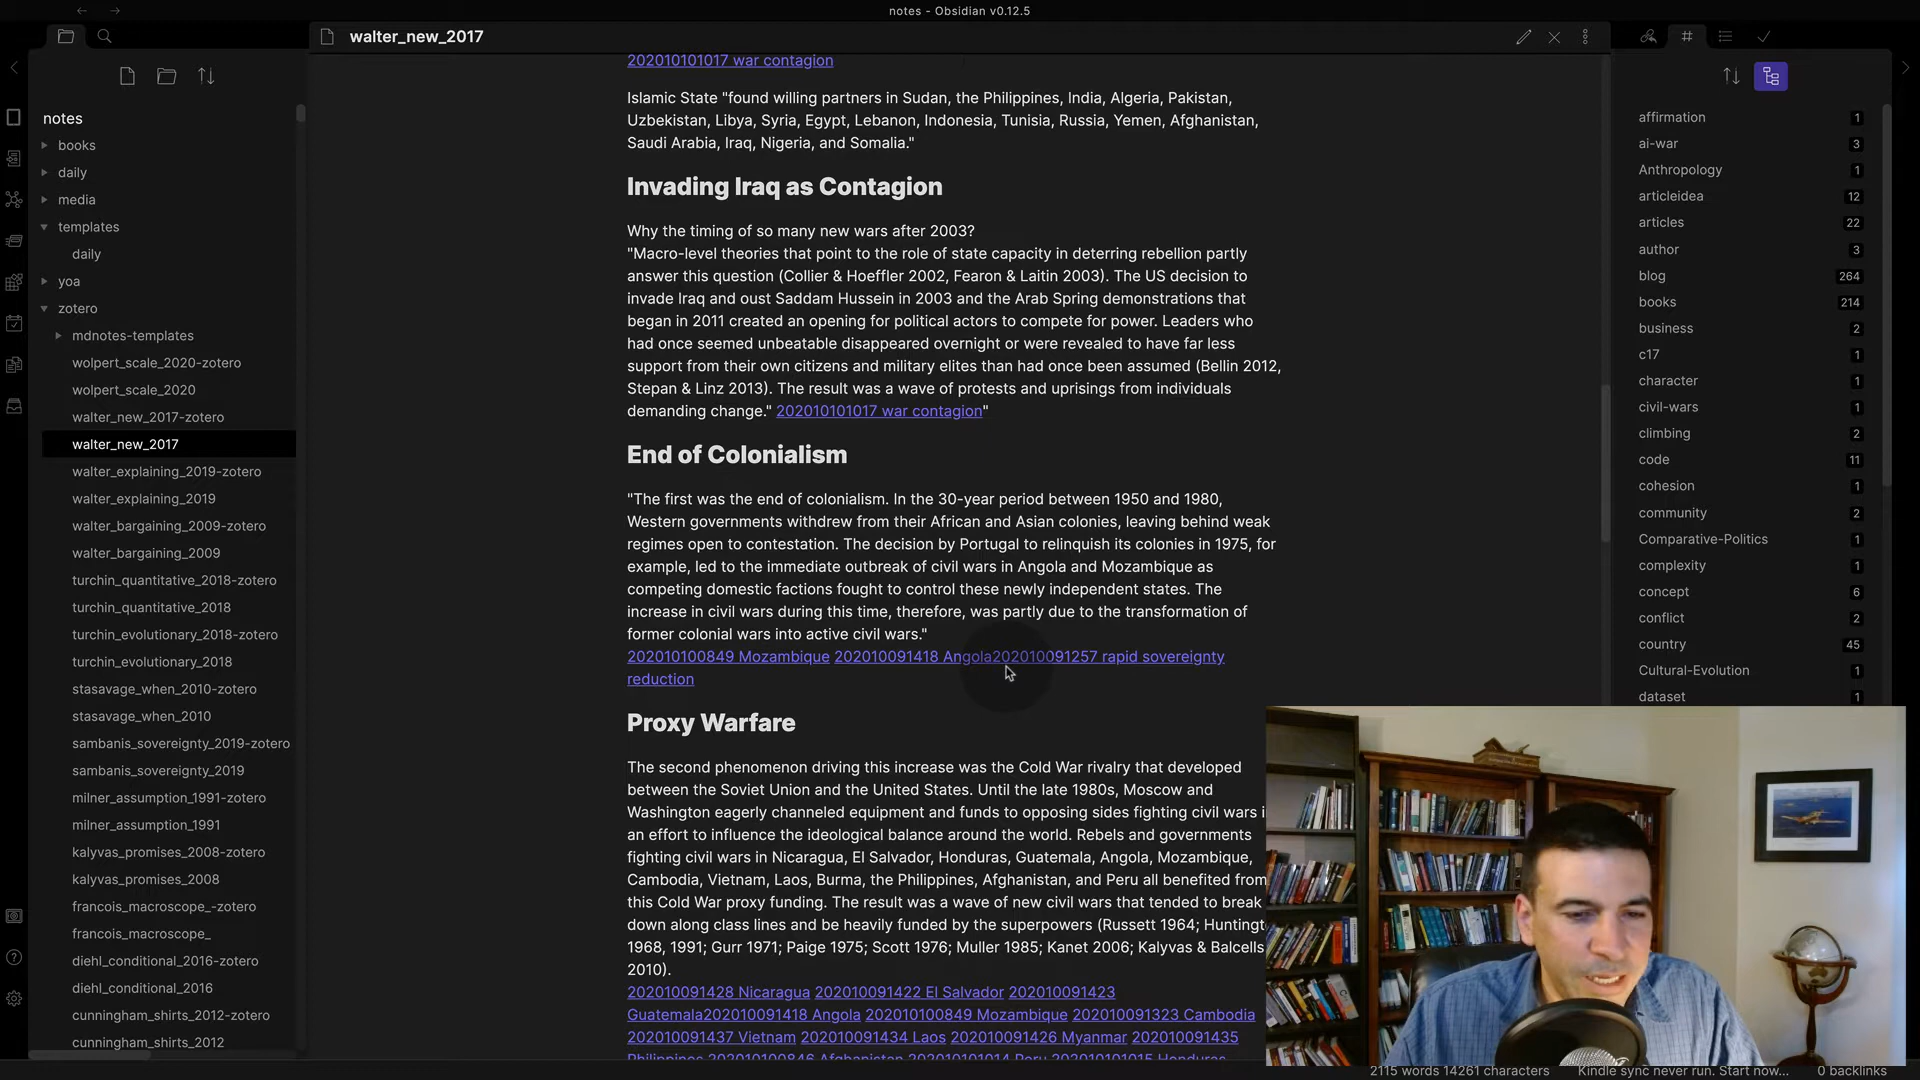 notes - Obsidian v0.12.5
walter_new_2017
notes
books
daily
media
templates
daily
yoa
zotero
mdnotes-templates
wolpert_scale_2020-zotero
wolpert_scale_2020
walter_new_2017-zotero
walter_new_2017
walter_explaining_2019-zotero
walter_explaining_2019
walter_bargaining_2009-zotero
walter_bargaining_2009
turchin_quantitative_2018-zotero
turchin_quantitative_2018
turchin_evolutionary_2018-zotero
turchin_evolutionary_2018
stasavage_when_2010-zotero
stasavage_when_2010
sambanis_sovereignty_2019-zotero
sambanis_sovereignty_2019
milner_assumption_1991-zotero
milner_assumption_1991
kalyvas_promises_2008-zotero
kalyvas_promises_2008
francois_macroscope_-zotero
francois_macroscope_
diehl_conditional_2016-zotero
diehl_conditional_2016
cunningham_shirts_2012-zotero
cunningham_shirts_2012
202010101017 war contagion
Islamic State "found willing partners in Sudan, the Philippines, India, Algeria, Pakistan,
Uzbekistan, Libya, Syria, Egypt, Lebanon, Indonesia, Tunisia, Russia, Yemen, Afghanistan,
Saudi Arabia, Iraq, Nigeria, and Somalia."
Invading Iraq as Contagion
Why the timing of so many new wars after 2003?
"Macro-level theories that point to the role of state capacity in deterring rebellion partly
answer this question (Collier & Hoeffler 2002, Fearon & Laitin 2003). The US decision to
invade Iraq and oust Saddam Hussein in 2003 and the Arab Spring demonstrations that
began in 2011 created an opening for political actors to compete for power. Leaders who
had once seemed unbeatable disappeared overnight or were revealed to have far less
support from their own citizens and military elites than had once been assumed (Bellin 2012,
Stepan & Linz 2013). The result was a wave of protests and uprisings from individuals
demanding change." 202010101017 war contagion"
End of Colonialism
"The first was the end of colonialism. In the 30-year period between 1950 and 1980,
Western governments withdrew from their African and Asian colonies, leaving behind weak
regimes open to contestation. The decision by Portugal to relinquish its colonies in 1975, for
example, led to the immediate outbreak of civil wars in Angola and Mozambique as
competing domestic factions fought to control these newly independent states. The
increase in civil wars during this time, therefore, was partly due to the transformation of
former colonial wars into active civil wars."
202010100849 Mozambique 202010091418 Angola202010091257 rapid sovereignty
reduction
Proxy Warfare
The second phenomenon driving this increase was the Cold War rivalry that developed
between the Soviet Union and the United States. Until the late 1980s, Moscow and
Washington eagerly channeled equipment and funds to opposing sides fighting civil wars i
an effort to influence the ideological balance around the world. Rebels and governments
fighting civil wars in Nicaragua, El Salvador, Honduras, Guatemala, Angola, Mozambique,
Cambodia, Vietnam, Laos, Burma, the Philippines, Afghanistan, and Peru all benefited from
this Cold War proxy funding. The result was a wave of new civil wars that tended to break
down along class lines and be heavily funded by the superpowers (Russett 1964; Huntingt
1968, 1991; Gurr 1971; Paige 1975; Scott 1976; Muller 1985; Kanet 2006; Kalyvas & Balcells
2010).
202010091428 Nicaragua 202010091422 El Salvador 202010091423
Guatemala202010091418 Angola 202010100849 Mozambique 202010091323 Cambodia
202010091437 Vietnam 202010091434 Laos 202010091426 Myanmar 202010091435
Philippines 202010100846 Afghanistan 202010101014 Peru 202010101015 Honduras
affirmation 1
ai-war 3
Anthropology 1
articleidea 12
articles 22
author 3
blog 264
books 214
business 2
c17 1
character 1
civil-wars 1
climbing 2
code 11
cohesion 1
community 2
Comparative-Politics 1
complexity 1
concept 6
conflict 2
country 45
Cultural-Evolution 1
dataset 1
2115 words 14261 characters
Kindle sync never run. Start now...
0 backlinks